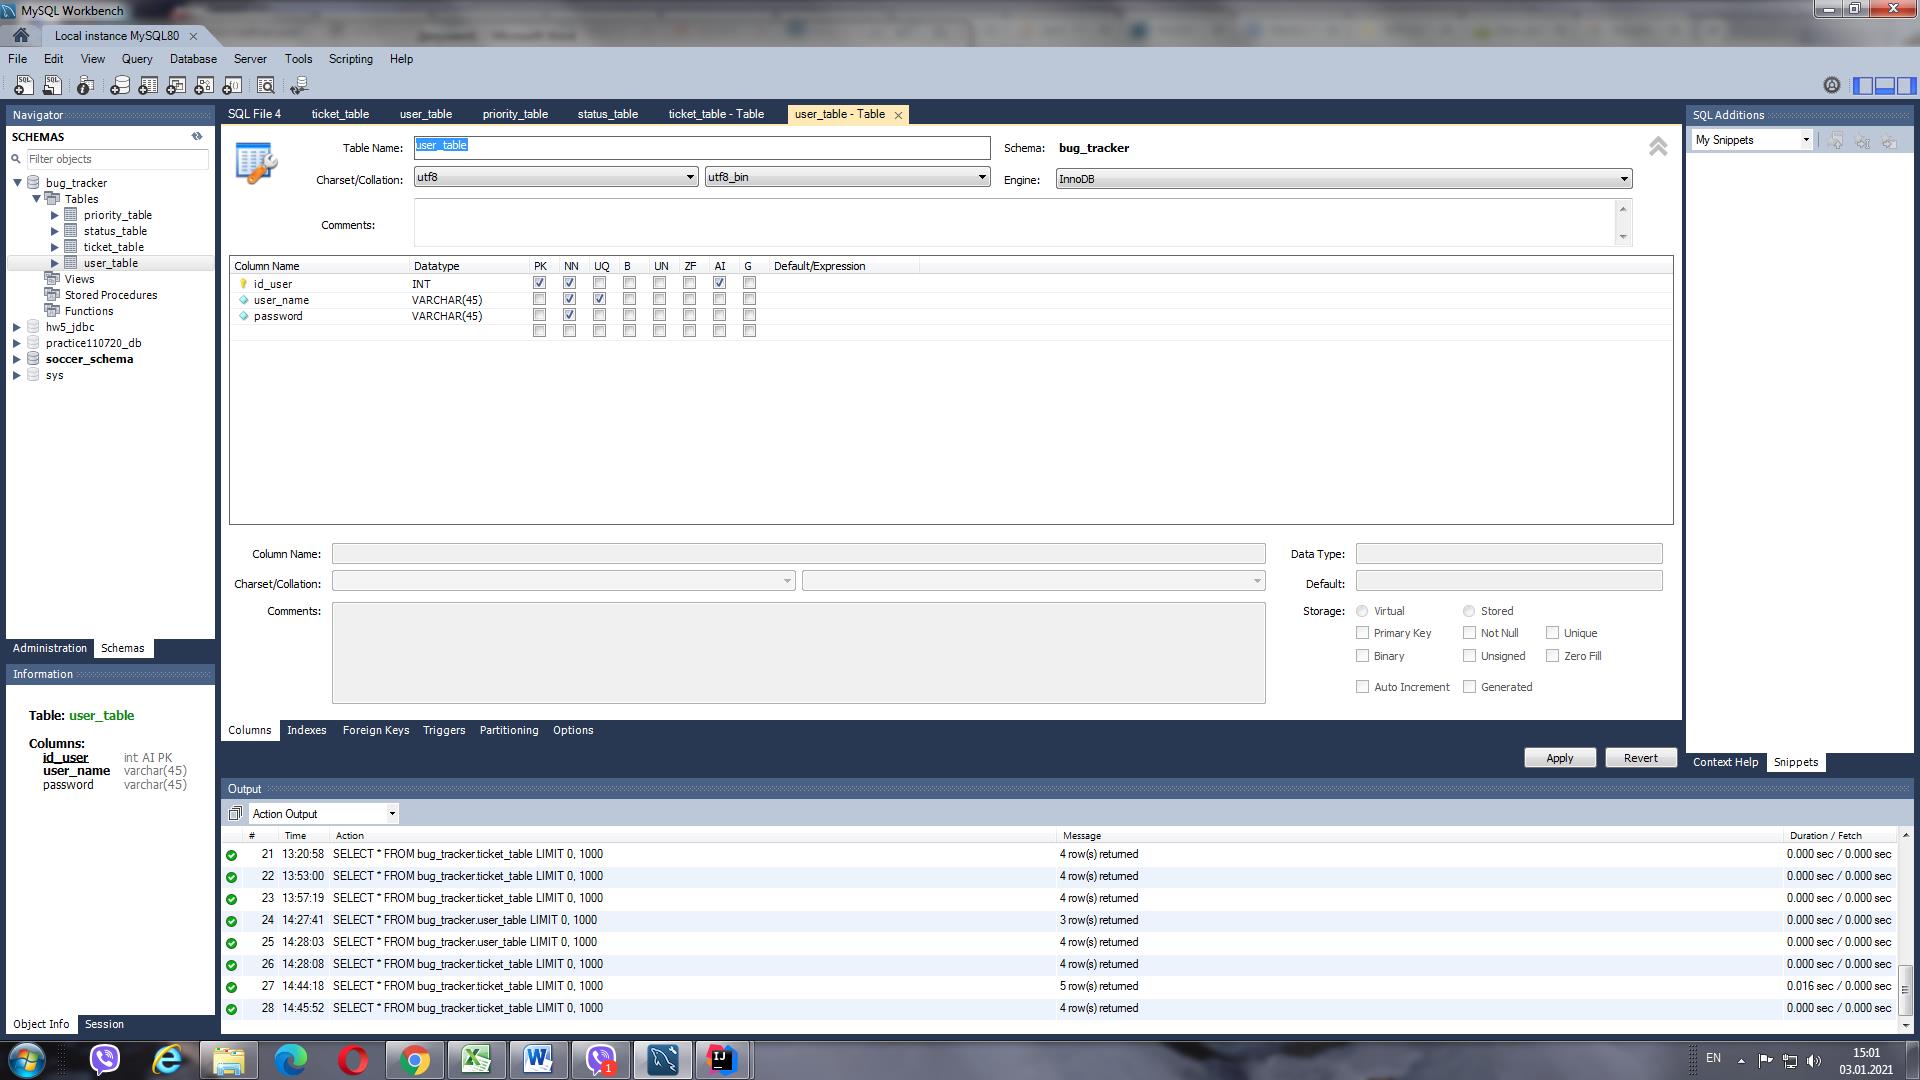 MySQL Workbench
Local instance MySQL80
File Edit View Query Database Server Tools Scripting Help
Navigator
SCHEMAS
Filter objects
bug_tracker
Tables
priority_table
status_table
ticket_table
user_table
Views
Stored Procedures
Functions
hw5_jdbc
practice110720_db
soccer_schema
sys
Administration Schemas
Information
Table: user_table
Columns:
id_user int AI PK
user_name varchar(45)
password varchar(45)
Object Info Session
SQL File 4 ticket_table user_table priority_table status_table ticket_table - Table user_table - Table
Table Name: user_table Schema: bug_tracker
Charset/Collation: utf8 utf8_bin Engine: InnoDB
Comments:
Column Name Datatype PK NN UQ B UN ZF AI G Default/Expression
id_user INT
user_name VARCHAR(45)
password VARCHAR(45)
Column Name: Data Type:
Charset/Collation: Default:
Comments: Storage: Virtual Stored
Primary Key Not Null Unique
Binary Unsigned Zero Fill
Auto Increment Generated
Columns Indexes Foreign Keys Triggers Partitioning Options
Apply Revert
SQL Additions
My Snippets
Context Help Snippets
Output
Action Output
# Time Action Message Duration / Fetch
21 13:20:58 SELECT * FROM bug_tracker.ticket_table LIMIT 0, 1000 4 row(s) returned 0.000 sec / 0.000 sec
22 13:53:00 SELECT * FROM bug_tracker.ticket_table LIMIT 0, 1000 4 row(s) returned 0.000 sec / 0.000 sec
23 13:57:19 SELECT * FROM bug_tracker.ticket_table LIMIT 0, 1000 4 row(s) returned 0.000 sec / 0.000 sec
24 14:27:41 SELECT * FROM bug_tracker.user_table LIMIT 0, 1000 3 row(s) returned 0.000 sec / 0.000 sec
25 14:28:03 SELECT * FROM bug_tracker.user_table LIMIT 0, 1000 4 row(s) returned 0.000 sec / 0.000 sec
26 14:28:08 SELECT * FROM bug_tracker.ticket_table LIMIT 0, 1000 4 row(s) returned 0.000 sec / 0.000 sec
27 14:44:18 SELECT * FROM bug_tracker.ticket_table LIMIT 0, 1000 5 row(s) returned 0.016 sec / 0.000 sec
28 14:45:52 SELECT * FROM bug_tracker.ticket_table LIMIT 0, 1000 4 row(s) returned 0.000 sec / 0.000 sec
EN
15:01
03.01.2021